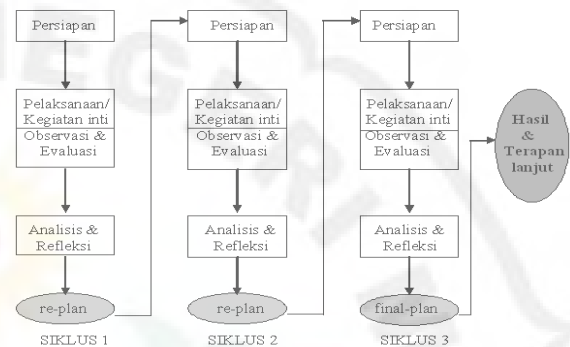 Persiapan
Pelaksanaan/
Kegiatan inti
Observasi &
Evaluasi
Analisis &
Refleksi
re-plan
SIKLUS 1
Persiapan
Pelaksanaan/
Kegiatan inti
Observasi &
Evaluasi
Analisis &
Refleksi
re-plan
SIKLUS 2
Persiapan
Pelaksanaan/
Kegiatan inti
Observasi &
Evaluasi
Analisis &
Refleksi
final-plan
SIKLUS 3
Hasil
&
Terapan
lanjut